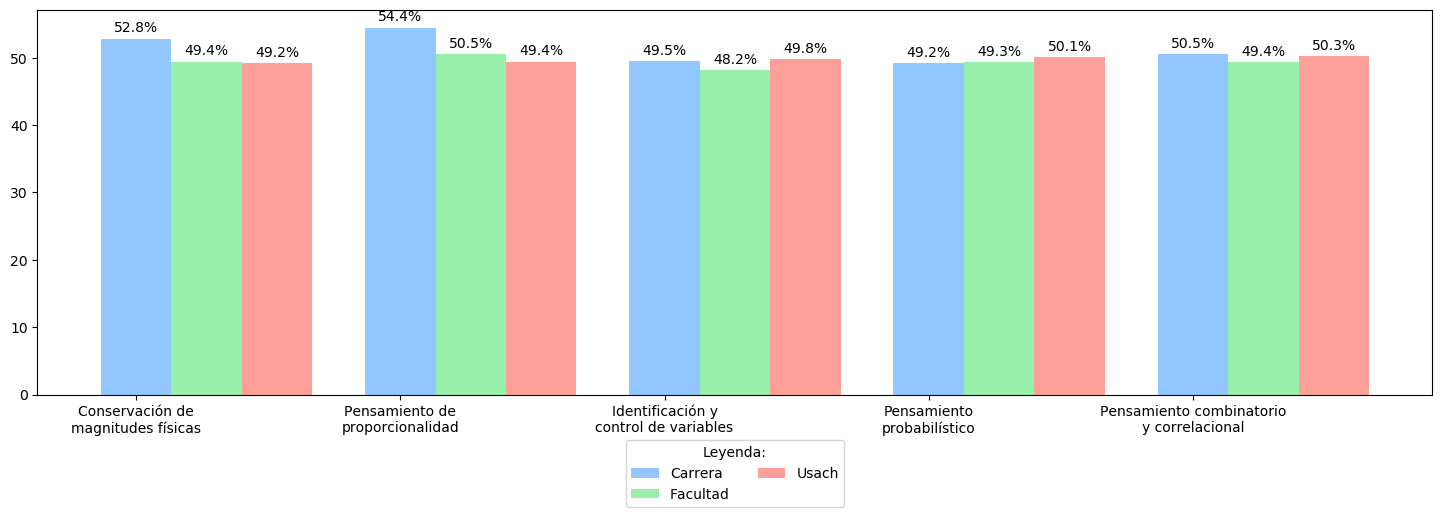 52.8%
49.4%
49.2%
54.4%
50.5%
49.4%
49.5%
48.2%
49.8%
49.2%
49.3%
50.1%
50.5%
49.4%
50.3%
50
40
30
20
10
0
Conservación de
magnitudes físicas
Pensamiento de
proporcionalidad
Identificación y
control de variables
Pensamiento
probabilístico
Pensamiento combinatorio
y correlacional
Leyenda:
Carrera
Facultad
Usach